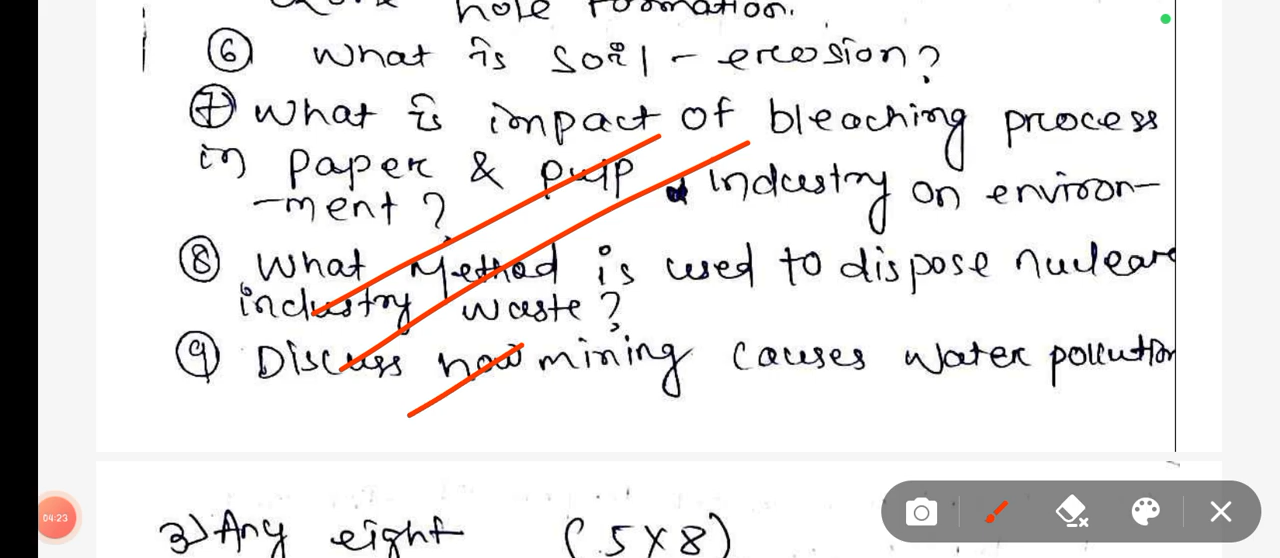 hole formation.
⑥ What is soil - erosion?
⑦ What is impact of bleaching process
in paper & pulp industry on environ-
-ment?
⑧ What Method is used to dispose nuclear
industry waste?
⑨ Discuss how mining causes water pollution
3) Any eight (5X8)
04:23